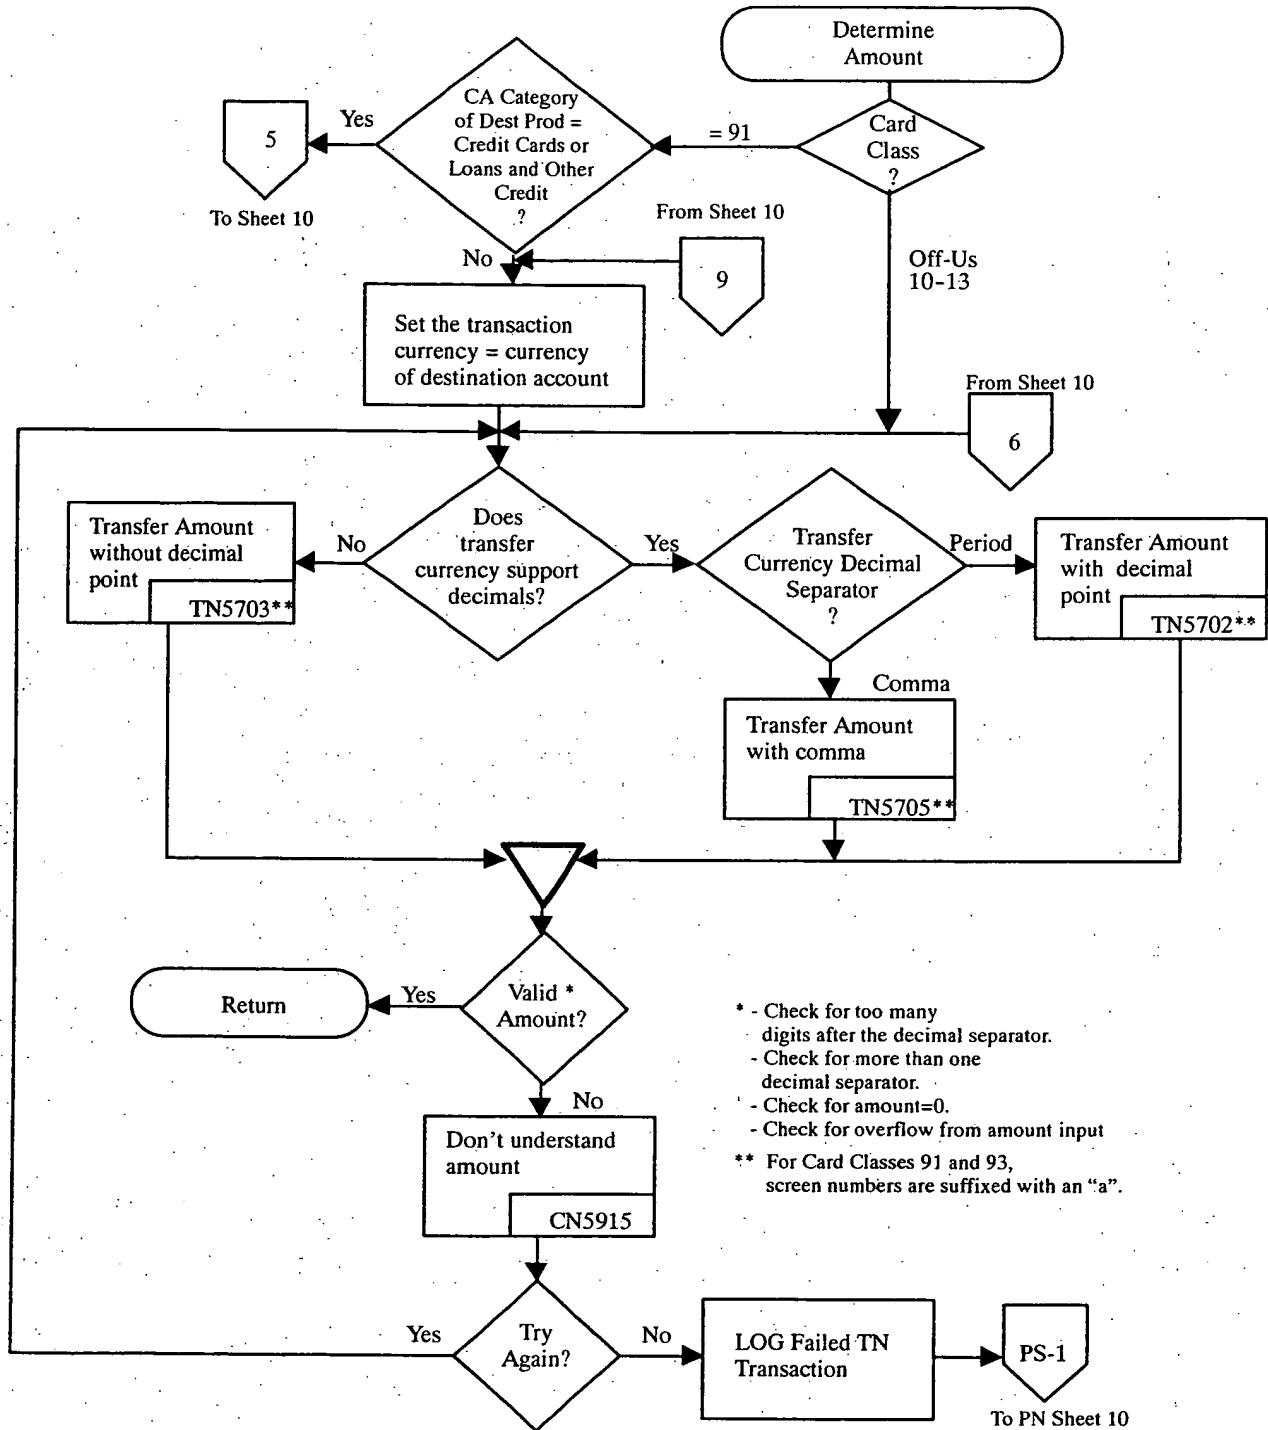 Determine
Amount
CA Category
of Dest Prod =
Credit Cards or
Loans and Other
Credit
?
Yes
5
To Sheet 10
= 91
Card
Class
?
From Sheet 10
9
No
Off-Us
10-13
Set the transaction
currency = currency
of destination account
From Sheet 10
6
Transfer Amount
without decimal
point
TN5703**
No
Does
transfer
currency support
decimals?
Yes
Transfer
Currency Decimal
Separator
?
Period
Transfer Amount
with decimal
point
TN5702**
Comma
Transfer Amount
with comma
TN5705**
Return
Yes
Valid *
Amount?
No
* - Check for too many
digits after the decimal separator.
- Check for more than one
decimal separator.
- Check for amount=0.
- Check for overflow from amount input
** For Card Classes 91 and 93,
screen numbers are suffixed with an “a”.
Don't understand
amount
CN5915
Yes
Try
Again?
No
LOG Failed TN
Transaction
PS-1
To PN Sheet 10